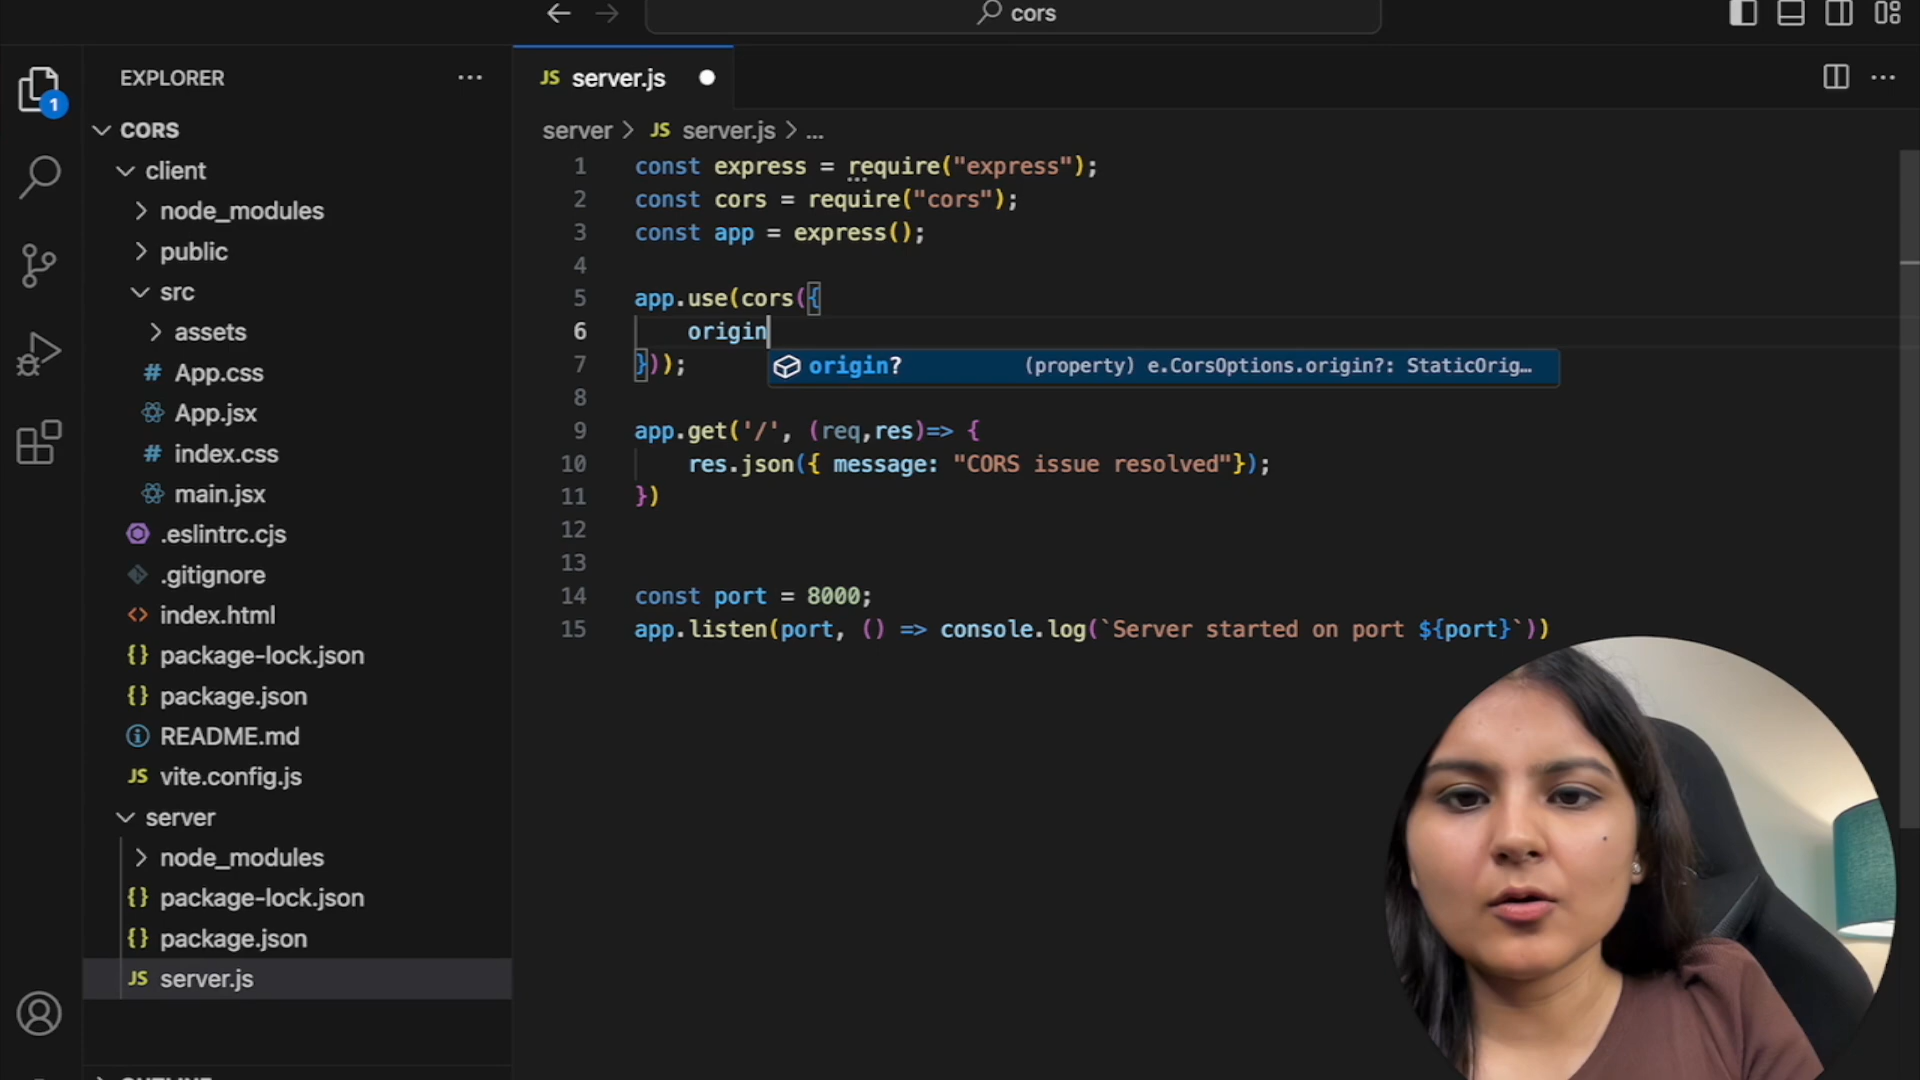 cors
EXPLORER
1
CORS
client
node_modules
public
src
assets
# App.css
App.jsx
# index.css
main.jsx
.eslintrc.cjs
.gitignore
<> index.html
{} package-lock.json
{} package.json
README.md
JS vite.config.js
server
node_modules
{} package-lock.json
{} package.json
JS server.js
JS server.js
server > JS server.js > ...
1 const express = require("express");
2 const cors = require("cors");
3 const app = express();
4
5 app.use(cors({
6 origin
7 }));
origin? (property) e.CorsOptions.origin?: StaticOrig…
8
9 app.get('/', (req,res)=> {
10 res.json({ message: "CORS issue resolved"});
11 })
12
13
14 const port = 8000;
15 app.listen(port, () => console.log(`Server started on port ${port}`))